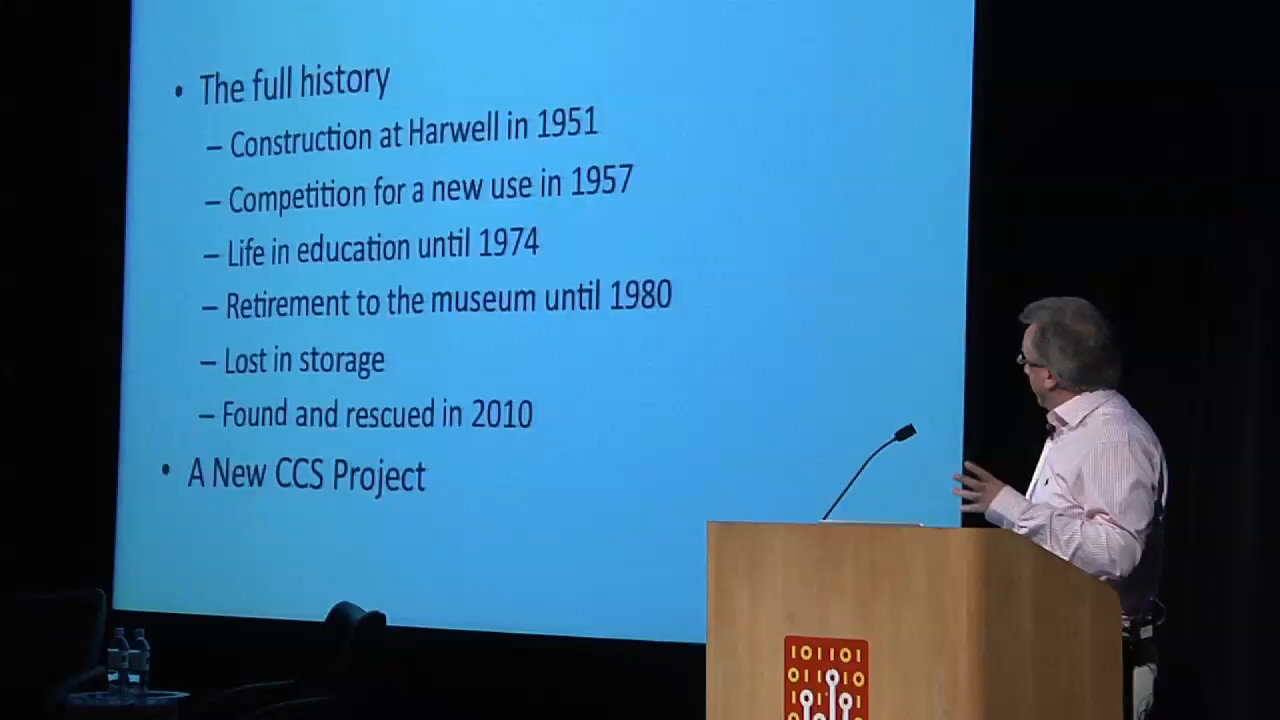 • The full history
– Construction at Harwell in 1951
– Competition for a new use in 1957
– Life in education until 1974
– Retirement to the museum until 1980
– Lost in storage
– Found and rescued in 2010
• A New CCS Project
101101